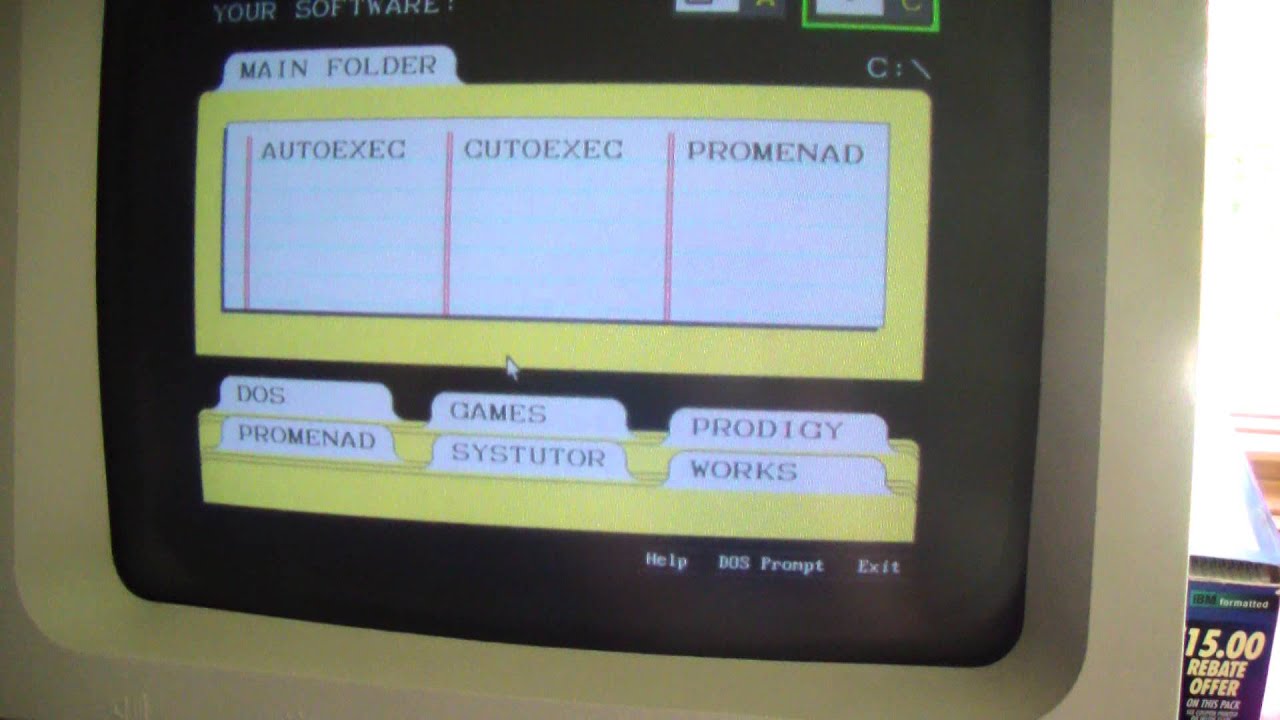 YOUR SOFTWARE:
MAIN FOLDER
C:\
AUTOEXEC CUTOEXEC PROMENAD
DOS GAMES PRODIGY
PROMENAD SYSTUTOR WORKS
Help DOS Prompt Exit
IBM formatted
15.00
REBATE
OFFER
ON THIS PACK